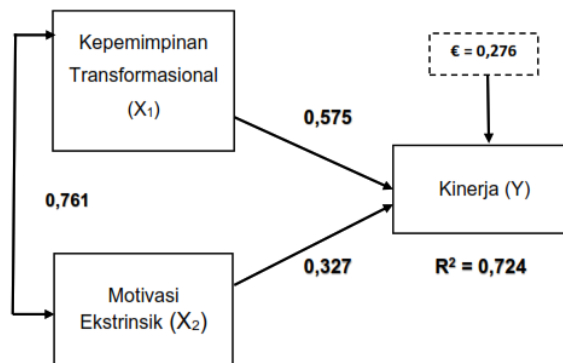 Kepemimpinan
Transformasional
(X₁)
€ = 0,276
0,575
Kinerja (Y)
0,761
0,327
R² = 0,724
Motivasi
Ekstrinsik (X₂)